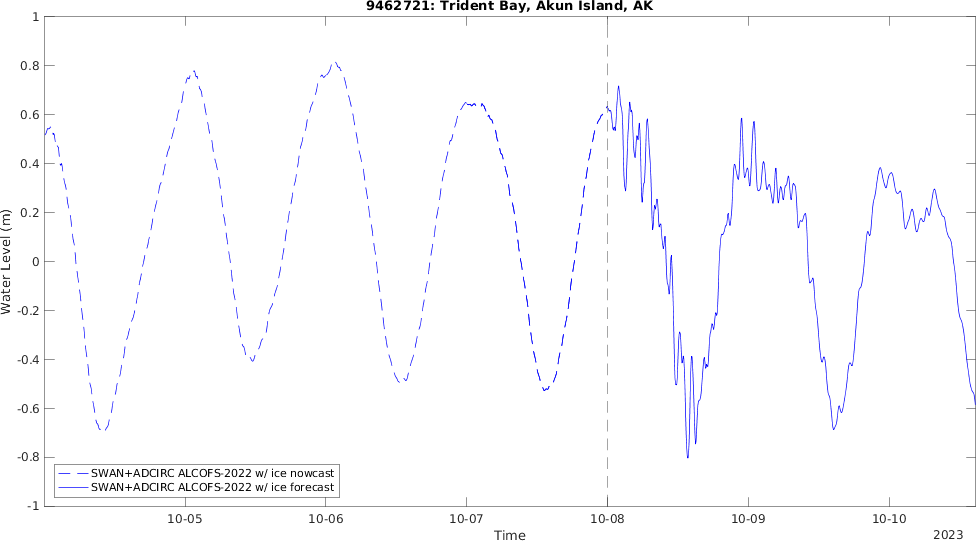 9462721: Trident Bay, Akun Island, AK
1
0.8
0.6
0.4
0.2
0
-0.2
-0.4
-0.6
-0.8
-1
Water Level (m)
SWAN+ADCIRC ALCOFS-2022 w/ ice nowcast
SWAN+ADCIRC ALCOFS-2022 w/ ice forecast
10-05 10-06 10-07 10-08 10-09 10-10
Time
2023